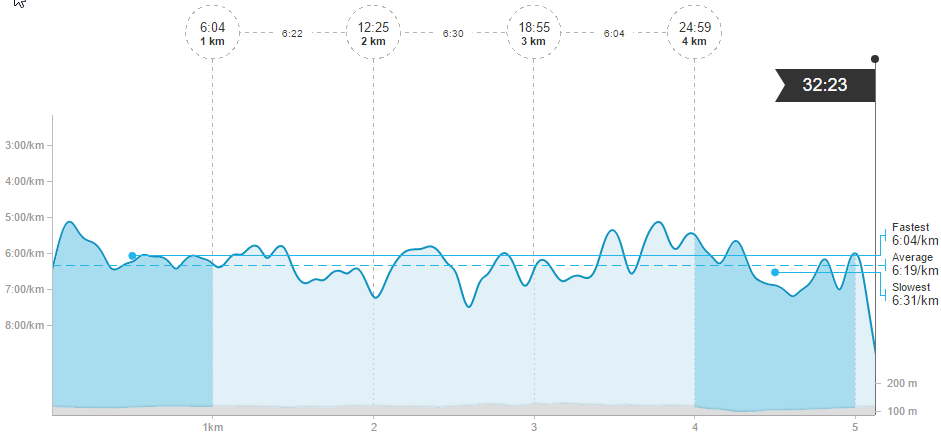 6:04
1 km
6:22
12:25
2 km
6:30
18:55
3 km
6:04
24:59
4 km
32:23
3:00/km
4:00/km
5:00/km
6:00/km
7:00/km
8:00/km
Fastest
6:04/km
Average
6:19/km
Slowest
6:31/km
200 m
100 m
1km
2
3
4
5